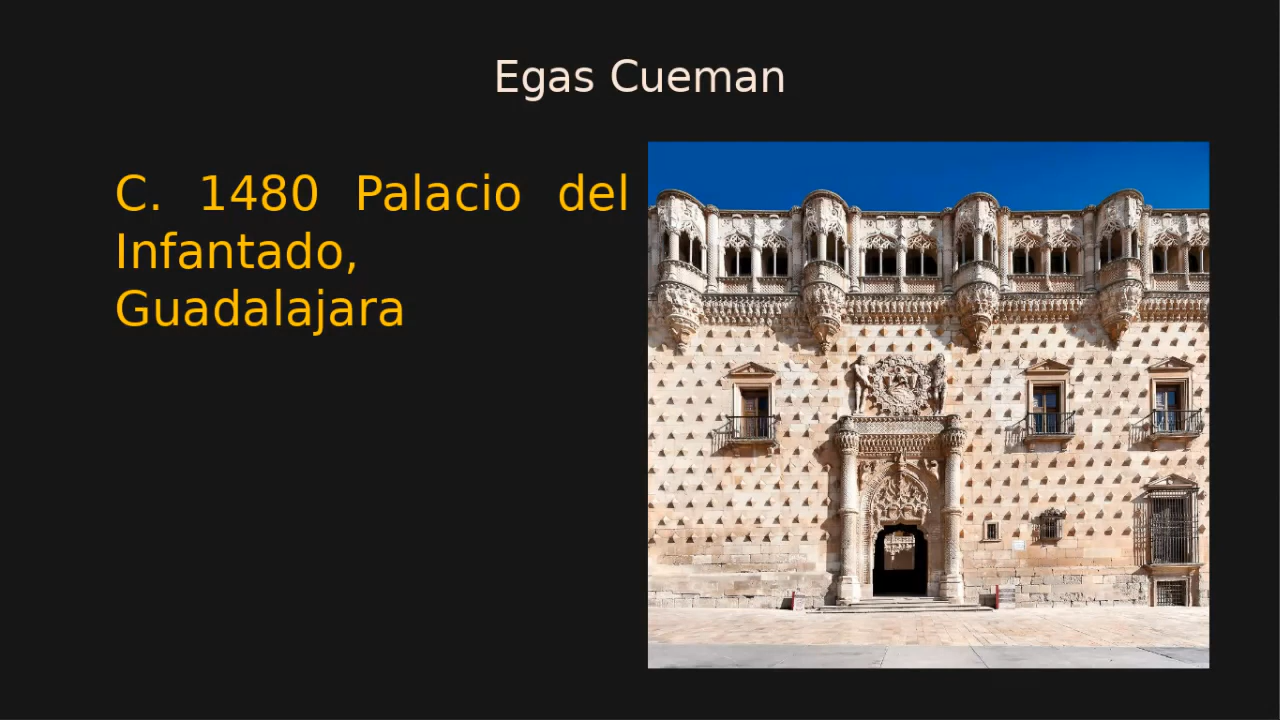 Egas Cueman
C. 1480 Palacio del
Infantado,
Guadalajara